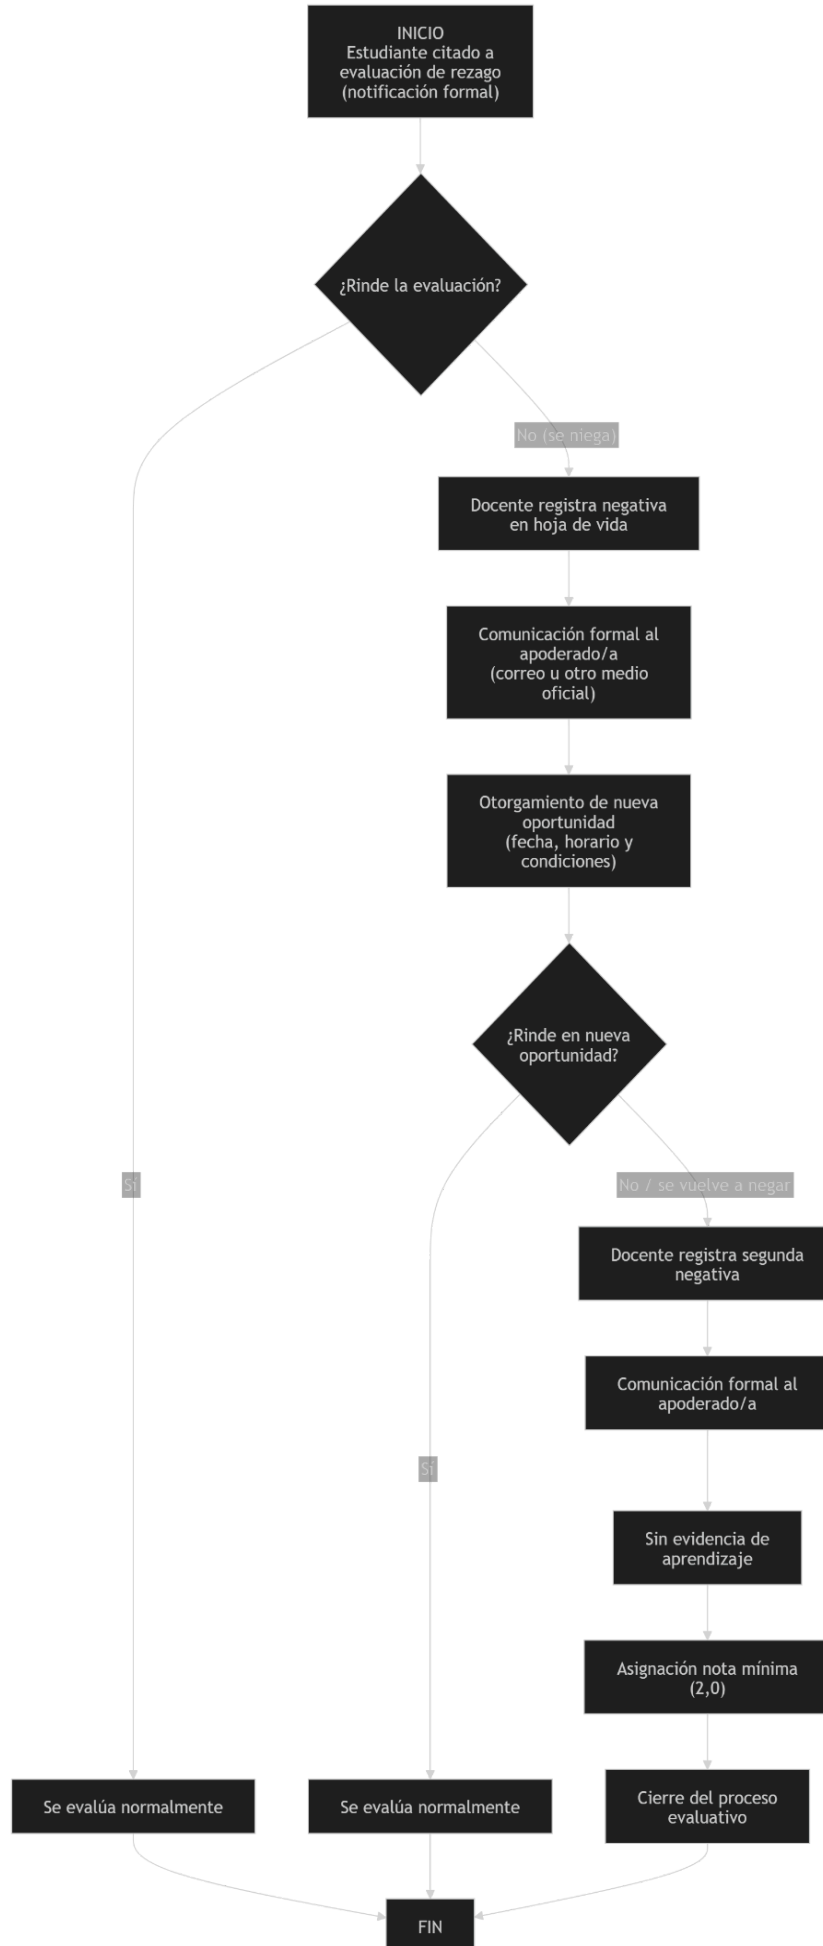 INICIO
Estudiante citado a
evaluación de rezago
(notificación formal)
¿Rinde la evaluación?
No (se niega)
Docente registra negativa
en hoja de vida
Comunicación formal al
apoderado/a
(correo u otro medio
oficial)
Otorgamiento de nueva
oportunidad
(fecha, horario y
condiciones)
¿Rinde en nueva
oportunidad?
Sí
No / se vuelve a negar
Docente registra segunda
negativa
Comunicación formal al
apoderado/a
Sí
Sin evidencia de
aprendizaje
Asignación nota mínima
(2,0)
Se evalúa normalmente
Se evalúa normalmente
Cierre del proceso
evaluativo
FIN